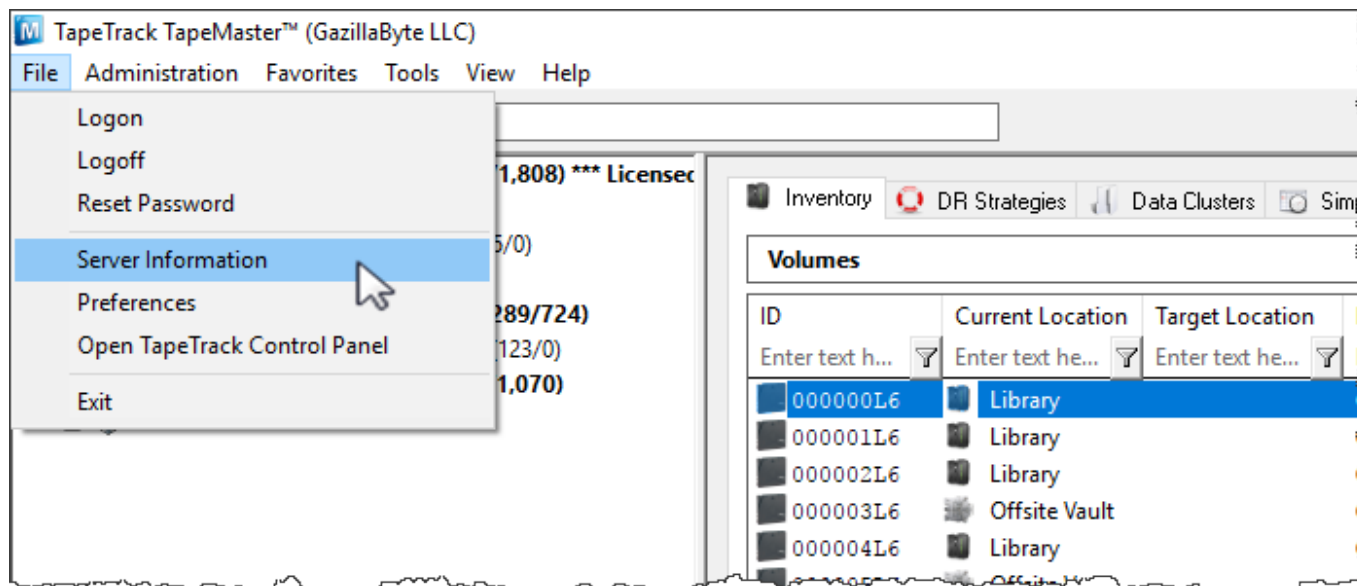 TapeTrack TapeMaster™ (GazillaByte LLC)
File Administration Favorites Tools View Help
Logon
Logoff
Reset Password
Server Information
Preferences
Open TapeTrack Control Panel
Exit
1,808) *** Licensed
/0)
289/724)
123/0)
1,070)
Inventory DR Strategies Data Clusters
Volumes
ID Current Location Target Location
Enter text h... Enter text he... Enter text he...
000000L6 Library
000001L6 Library
000002L6 Library
000003L6 Offsite Vault
000004L6 Library